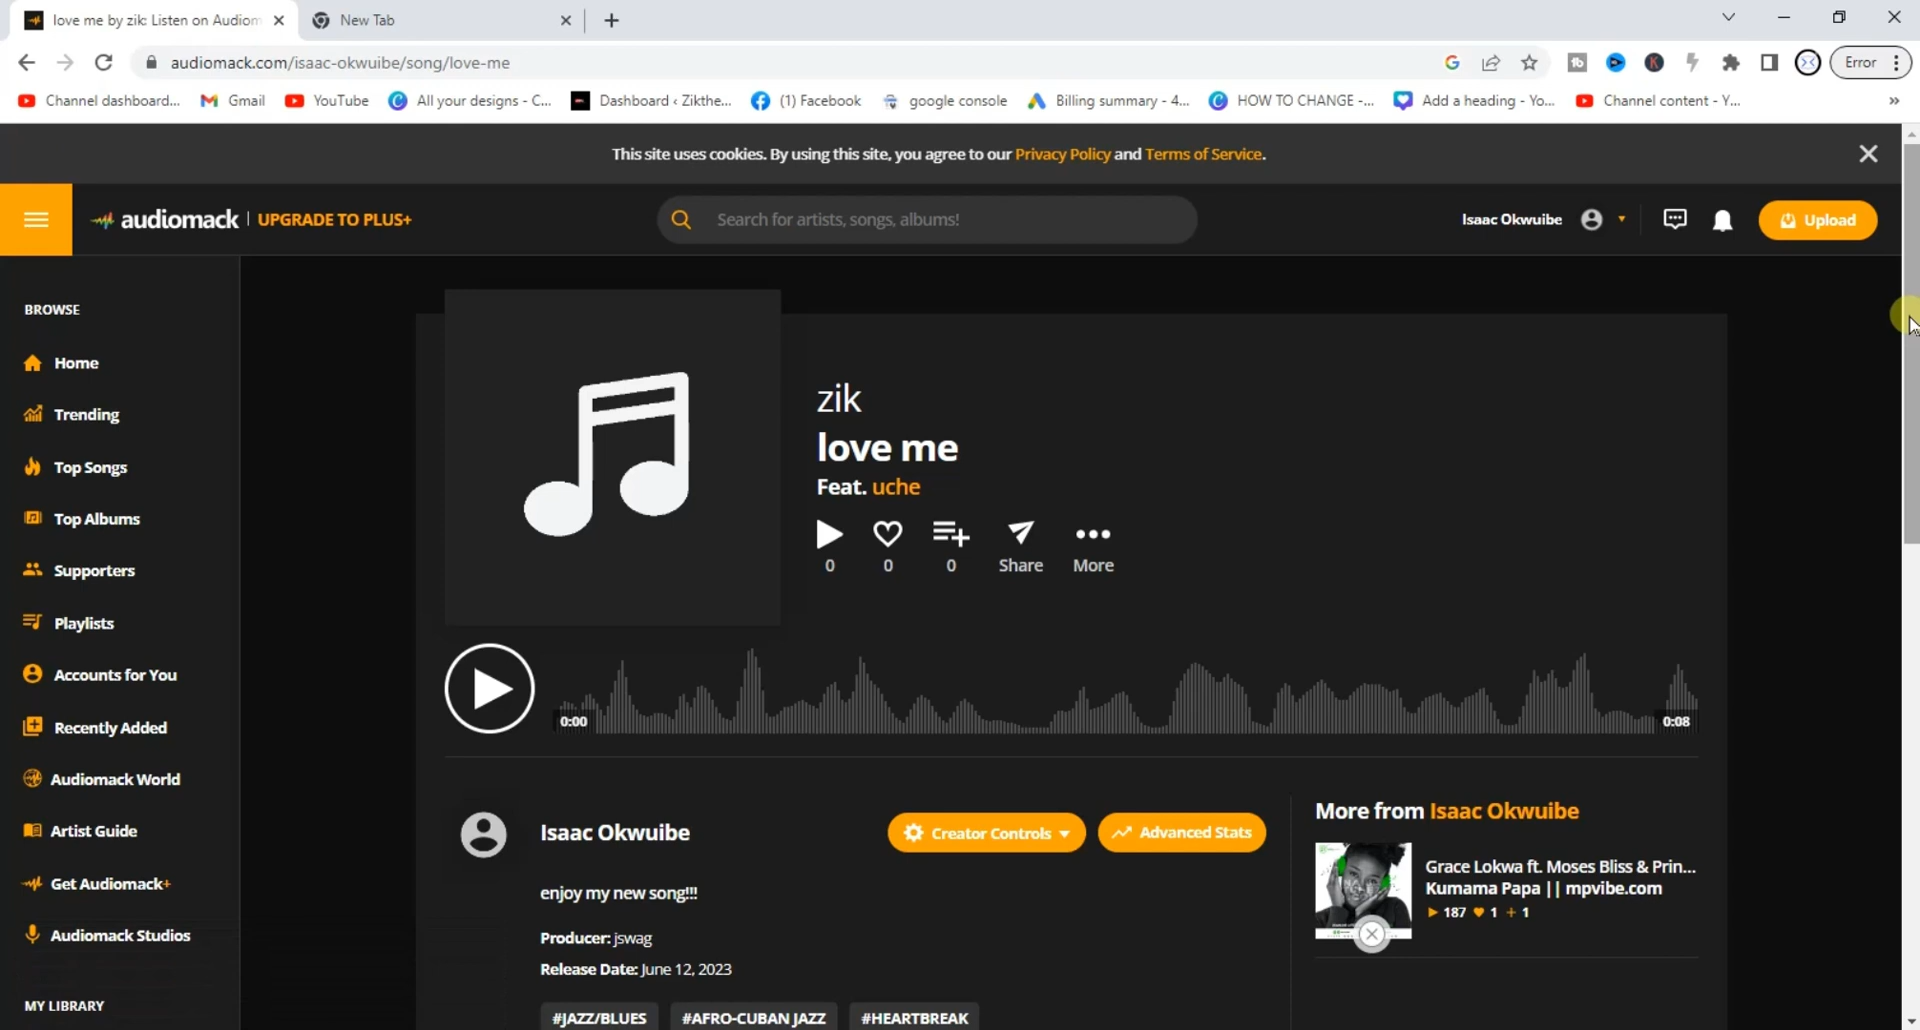 love me by zik: Listen on Audiom
New Tab
audiomack.com/isaac-okwuibe/song/love-me
Error
Channel dashboard...
Gmail
YouTube
All your designs - C...
Dashboard ‹ Zikthe...
(1) Facebook
google console
Billing summary - 4...
HOW TO CHANGE -...
Add a heading - Yo...
Channel content - Y...
This site uses cookies. By using this site, you agree to our Privacy Policy and Terms of Service.
audiomack
UPGRADE TO PLUS+
Search for artists, songs, albums!
Isaac Okwuibe
Upload
BROWSE
Home
Trending
Top Songs
Top Albums
Supporters
Playlists
Accounts for You
Recently Added
Audiomack World
Artist Guide
Get Audiomack+
Audiomack Studios
MY LIBRARY
zik
love me
Feat. uche
0
0
0
Share
More
0:00
0:08
Isaac Okwuibe
Creator Controls
Advanced Stats
enjoy my new song!!!
Producer: jswag
Release Date: June 12, 2023
#JAZZ/BLUES
#AFRO-CUBAN JAZZ
#HEARTBREAK
More from Isaac Okwuibe
Grace Lokwa ft. Moses Bliss & Prin...
Kumama Papa || mpvibe.com
187 1 + 1